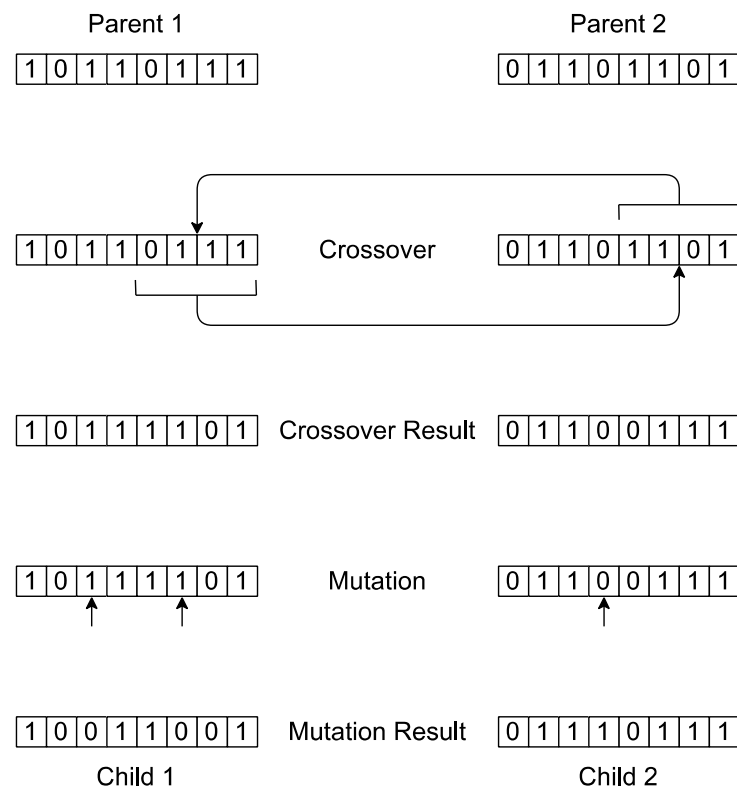 Parent 1 Parent 2
1 0 1 1 0 1 1 1 0 1 1 0 1 1 0 1
1 0 1 1 0 1 1 1 Crossover 0 1 1 0 1 1 0 1
1 0 1 1 1 1 0 1 Crossover Result 0 1 1 0 0 1 1 1
1 0 1 1 1 1 0 1 Mutation 0 1 1 0 0 1 1 1
1 0 0 1 1 0 0 1 Mutation Result 0 1 1 1 0 1 1 1
Child 1 Child 2